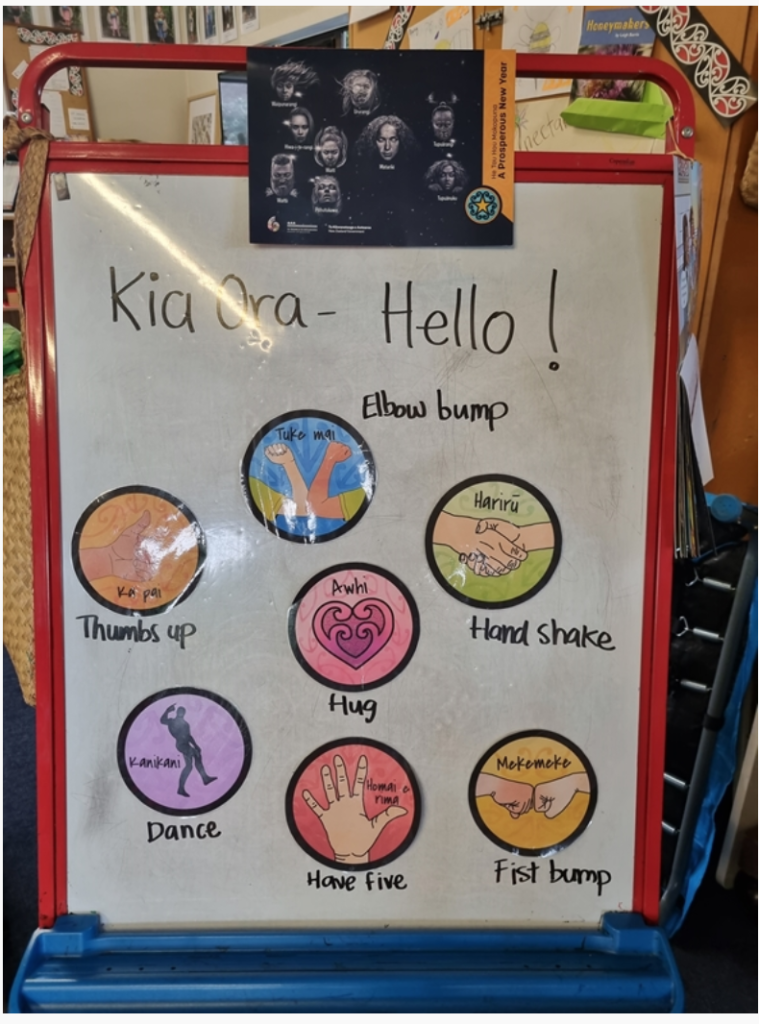 Honeymakers
A Prosperous New Year
Matariki
Kia Ora - Hello!
Elbow bump
Tuke mai
Harirū
Ka pai
Awhi
Thumbs up
Hand shake
Hug
Kanikani
Homai e
rima
Mekemeke
Dance
Have five
Fist bump